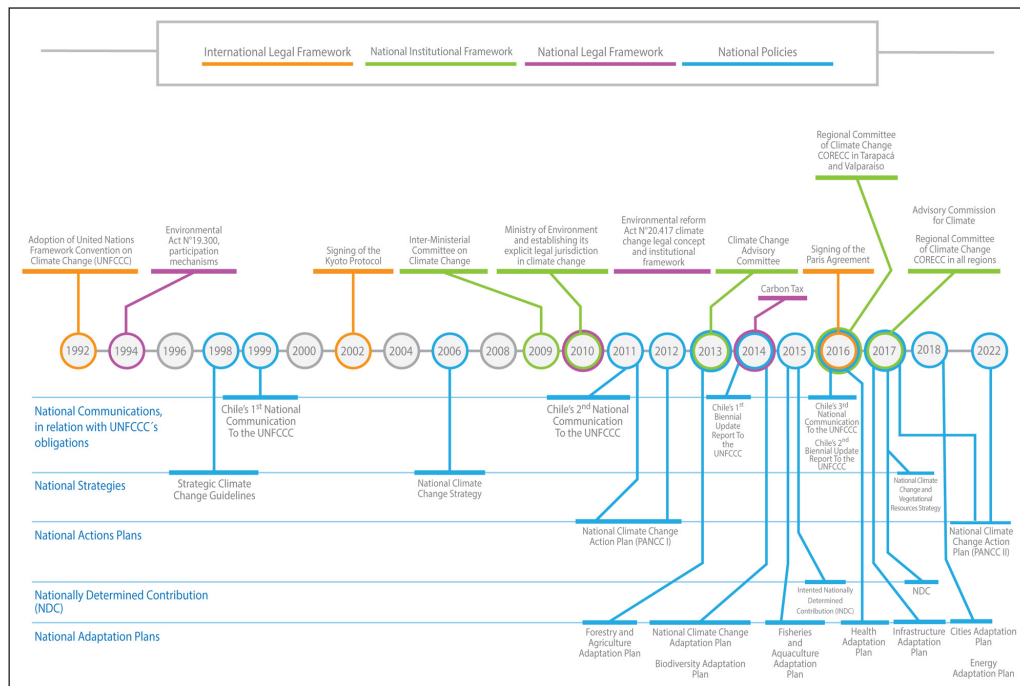 International Legal Framework
National Institutional Framework
National Legal Framework
National Policies
Adoption of United Nations
Framework Convention on
Climate Change (UNFCCC)
Environmental
Act N°19.300,
participation
mechanisms
Signing of the
Kyoto Protocol
Inter-Ministerial
Committee on
Climate Change
Ministry of Environment
and establishing its
explicit legal jurisdiction
in climate change
Environmental reform
Act N°20.417 climate
change legal concept
and institutional
framework
Climate Change
Advisory
Committee
Carbon Tax
Signing of the
Paris Agreement
Regional Committee
of Climate Change
CORECC in Tarapacá
and Valparaiso
Advisory Commission
for Climate
Regional Committee
of Climate Change
CORECC in all regions
1992
1994
1996
1998
1999
2000
2002
2004
2006
2008
2009
2010
2011
2012
2013
2014
2015
2016
2017
2018
2022
National Communications,
in relation with UNFCCC´s
obligations
Chile's 1st National
Communication
To the UNFCCC
Chile's 2nd National
Communication
To the UNFCCC
Chile's 1st
Biennial
Update
Report To
the
UNFCCC
Chile's 3rd
National
Communication
To the UNFCCC
Chile's 2nd
Biennial Update
Report To the
UNFCCC
National Strategies
Strategic Climate
Change Guidelines
National Climate
Change Strategy
National Climate
Change and
Vegetational
Resources Strategy
National Actions Plans
National Climate Change
Action Plan (PANCC I)
National Climate
Change Action
Plan (PANCC II)
Nationally Determined Contribution
(NDC)
Intented Nationally
Determined
Contribution (INDC)
NDC
National Adaptation Plans
Forestry and
Agriculture
Adaptation Plan
National Climate Change
Adaptation Plan
Biodiversity Adaptation
Plan
Fisheries
and
Aquaculture
Adaptation
Plan
Health
Adaptation
Plan
Infrastructure
Adaptation
Plan
Cities Adaptation
Plan
Energy
Adaptation Plan